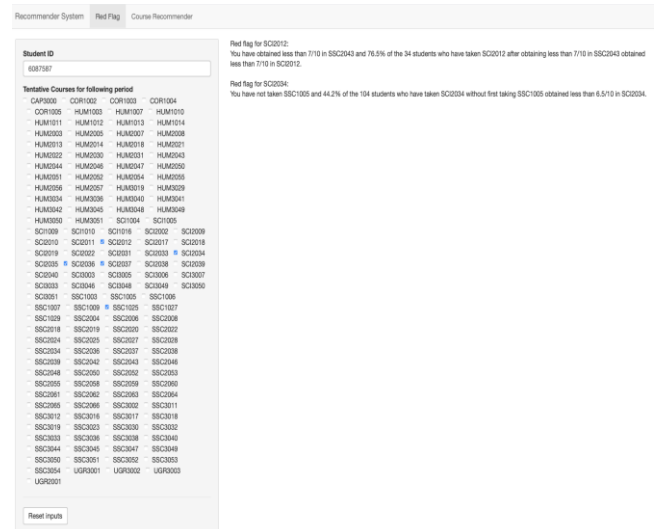 Recommender System Red Flag Course Recommender
Student ID
6087587
Tentative Courses for following period
CAP3000 COR1002 COR1003 COR1004
COR1005 HUM1003 HUM1007 HUM1010
HUM1011 HUM1012 HUM1013 HUM1014
HUM2003 HUM2005 HUM2007 HUM2008
HUM2013 HUM2014 HUM2018 HUM2021
HUM2022 HUM2030 HUM2031 HUM2043
HUM2044 HUM2046 HUM2047 HUM2050
HUM2051 HUM2052 HUM2054 HUM2055
HUM2056 HUM2057 HUM3019 HUM3029
HUM3034 HUM3036 HUM3040 HUM3041
HUM3042 HUM3045 HUM3048 HUM3049
HUM3050 HUM3051 SCI1004 SCI1005
SCI1009 SCI1010 SCI1016 SCI2002 SCI2009
SCI2010 SCI2011 SCI2012 SCI2017 SCI2018
SCI2019 SCI2022 SCI2031 SCI2033 SCI2034
SCI2035 SCI2036 SCI2037 SCI2038 SCI2039
SCI2040 SCI3003 SCI3005 SCI3006 SCI3007
SCI3033 SCI3046 SCI3048 SCI3049 SCI3050
SCI3051 SSC1003 SSC1005 SSC1006
SSC1007 SSC1009 SSC1025 SSC1027
SSC1029 SSC2004 SSC2006 SSC2008
SSC2018 SSC2019 SSC2020 SSC2022
SSC2024 SSC2025 SSC2027 SSC2028
SSC2034 SSC2036 SSC2037 SSC2038
SSC2039 SSC2042 SSC2043 SSC2046
SSC2048 SSC2050 SSC2052 SSC2053
SSC2055 SSC2058 SSC2059 SSC2060
SSC2061 SSC2062 SSC2063 SSC2064
SSC2065 SSC2066 SSC3002 SSC3011
SSC3012 SSC3016 SSC3017 SSC3018
SSC3019 SSC3023 SSC3030 SSC3032
SSC3033 SSC3036 SSC3038 SSC3040
SSC3044 SSC3045 SSC3047 SSC3049
SSC3050 SSC3051 SSC3052 SSC3053
SSC3054 UGR3001 UGR3002 UGR3003
UGR2001
Reset inputs
Red flag for SCI2012:
You have obtained less than 7/10 in SSC2043 and 76.5% of the 34 students who have taken SCI2012 after obtaining less than 7/10 in SSC2043 obtained
less than 7/10 in SCI2012.
Red flag for SCI2034:
You have not taken SSC1005 and 44.2% of the 104 students who have taken SCI2034 without first taking SSC1005 obtained less than 6.5/10 in SCI2034.